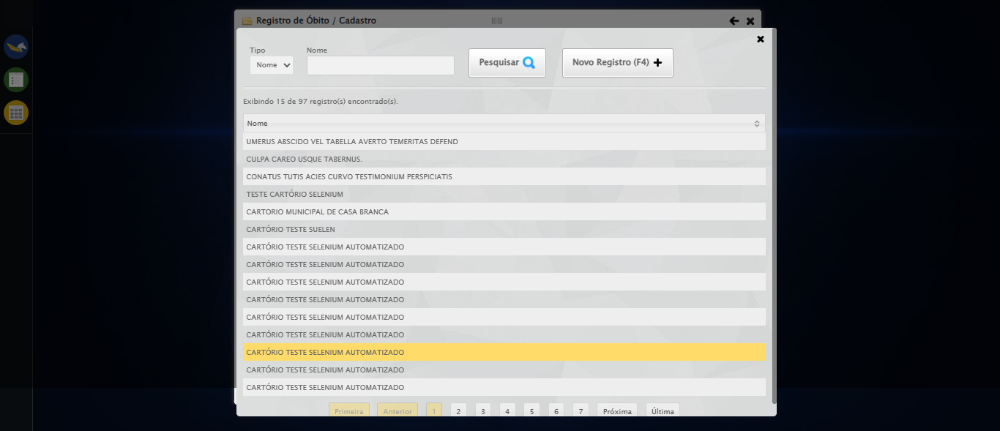 Registro de Óbito / Cadastro
Tipo
Nome
Nome
Pesquisar
Novo Registro (F4)
Exibindo 15 de 97 registro(s) encontrado(s).
Nome
UMERUS ABSCIDO VEL TABELLA AVERTO TEMERITAS DEFEND
CULPA CAREO USQUE TABERNUS.
CONATUS TUTIS ACIES CURVO TESTIMONIUM PERSPICIATIS
TESTE CARTÓRIO SELENIUM
CARTORIO MUNICIPAL DE CASA BRANCA
CARTÓRIO TESTE SUELEN
CARTÓRIO TESTE SELENIUM AUTOMATIZADO
CARTÓRIO TESTE SELENIUM AUTOMATIZADO
CARTÓRIO TESTE SELENIUM AUTOMATIZADO
CARTÓRIO TESTE SELENIUM AUTOMATIZADO
CARTÓRIO TESTE SELENIUM AUTOMATIZADO
CARTÓRIO TESTE SELENIUM AUTOMATIZADO
CARTÓRIO TESTE SELENIUM AUTOMATIZADO
CARTÓRIO TESTE SELENIUM AUTOMATIZADO
CARTÓRIO TESTE SELENIUM AUTOMATIZADO
Primeira Anterior 1 2 3 4 5 6 7 Próxima Última